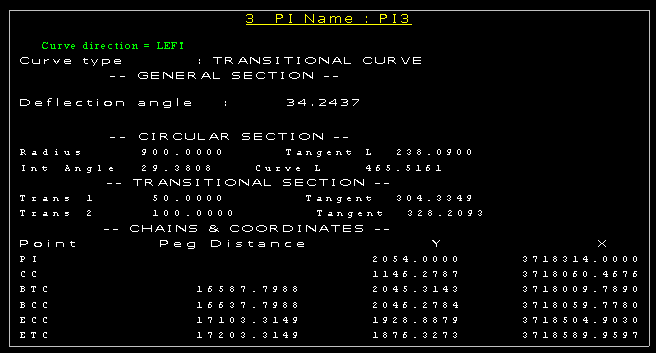 3 PI Name : PI3
Curve direction = LEFT
Curve type : TRANSITIONAL CURVE
-- GENERAL SECTION --
Deflection angle : 34.2437
-- CIRCULAR SECTION --
Radius 900.0000 Tangent L 238.0900
Int Angle 29.3808 Curve L 465.5161
-- TRANSITIONAL SECTION --
Trans 1 50.0000 Tangent 304.3349
Trans 2 100.0000 Tangent 328.2093
-- CHAINS & COORDINATES --
Point Peg Distance Y X
PI 2054.0000 3718314.0000
CC 1146.2787 3718060.4676
BTC 16587.7988 2045.3143 3718009.7890
BCC 16637.7988 2046.2784 3718059.7780
ECC 17103.3149 1928.8879 3718504.9030
ETC 17203.3149 1876.3273 3718589.9597